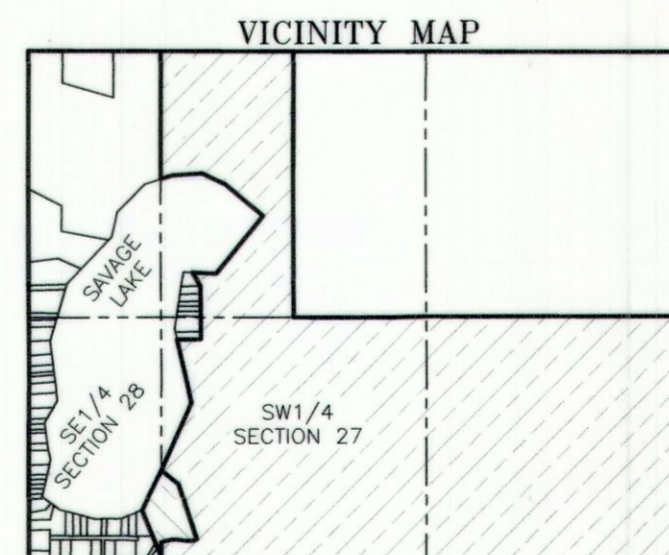 VICINITY MAP
SAVAGE
LAKE
SE1/4
SECTION 28
SW1/4
SECTION 27